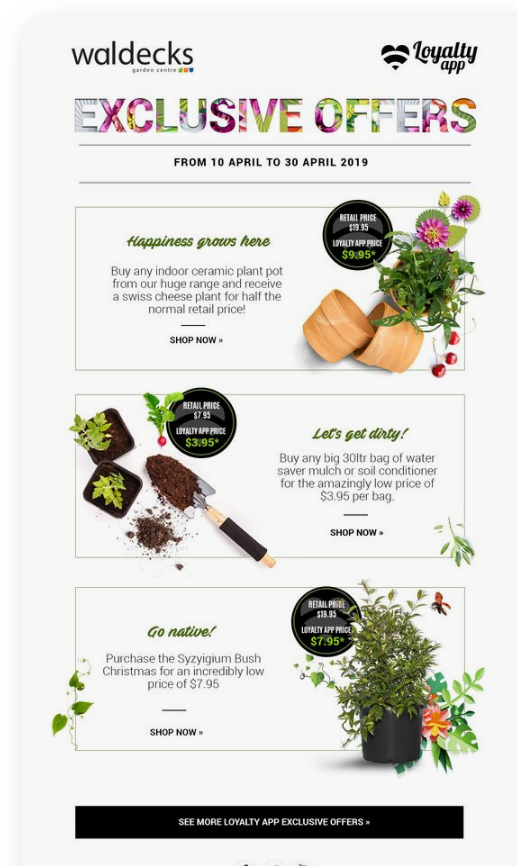 waldecks
garden centre
Loyalty
app
EXCLUSIVE OFFERS
FROM 10 APRIL TO 30 APRIL 2019
Happiness grows here
Buy any indoor ceramic plant pot
from our huge range and receive
a swiss cheese plant for half the
normal retail price!
SHOP NOW »
RETAIL PRICE
$19.95
LOYALTY APP PRICE
$9.95*
RETAIL PRICE
$7.95
LOYALTY APP PRICE
$3.95*
Let's get dirty!
Buy any big 30ltr bag of water
saver mulch or soil conditioner
for the amazingly low price of
$3.95 per bag.
SHOP NOW »
Go native!
Purchase the Syzyigium Bush
Christmas for an incredibly low
price of $7.95
SHOP NOW »
RETAIL PRICE
$19.95
LOYALTY APP PRICE
$7.95*
SEE MORE LOYALTY APP EXCLUSIVE OFFERS »